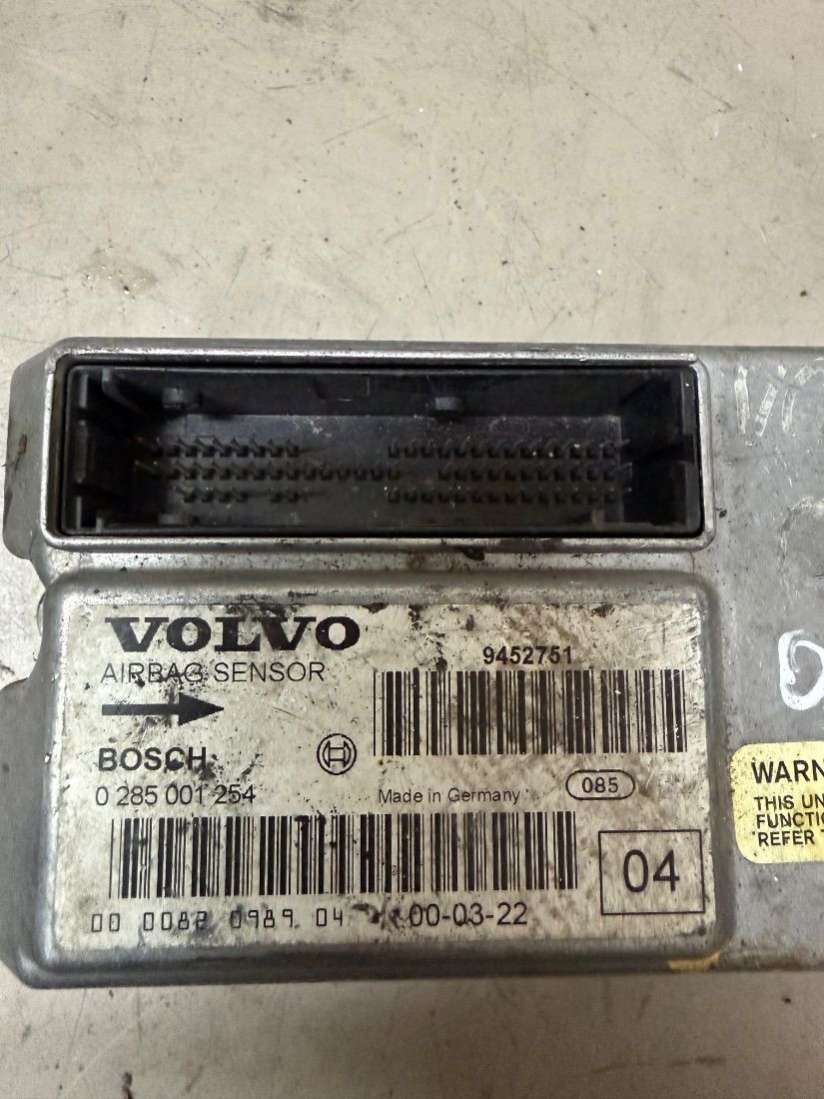 VOLVO
AIRBAG SENSOR
9452751
BOSCH
0 285 001 254
Made in Germany
085
04
00 0082 0989 04
00-03-22
WARN
THIS UN
FUNCTIO
REFER